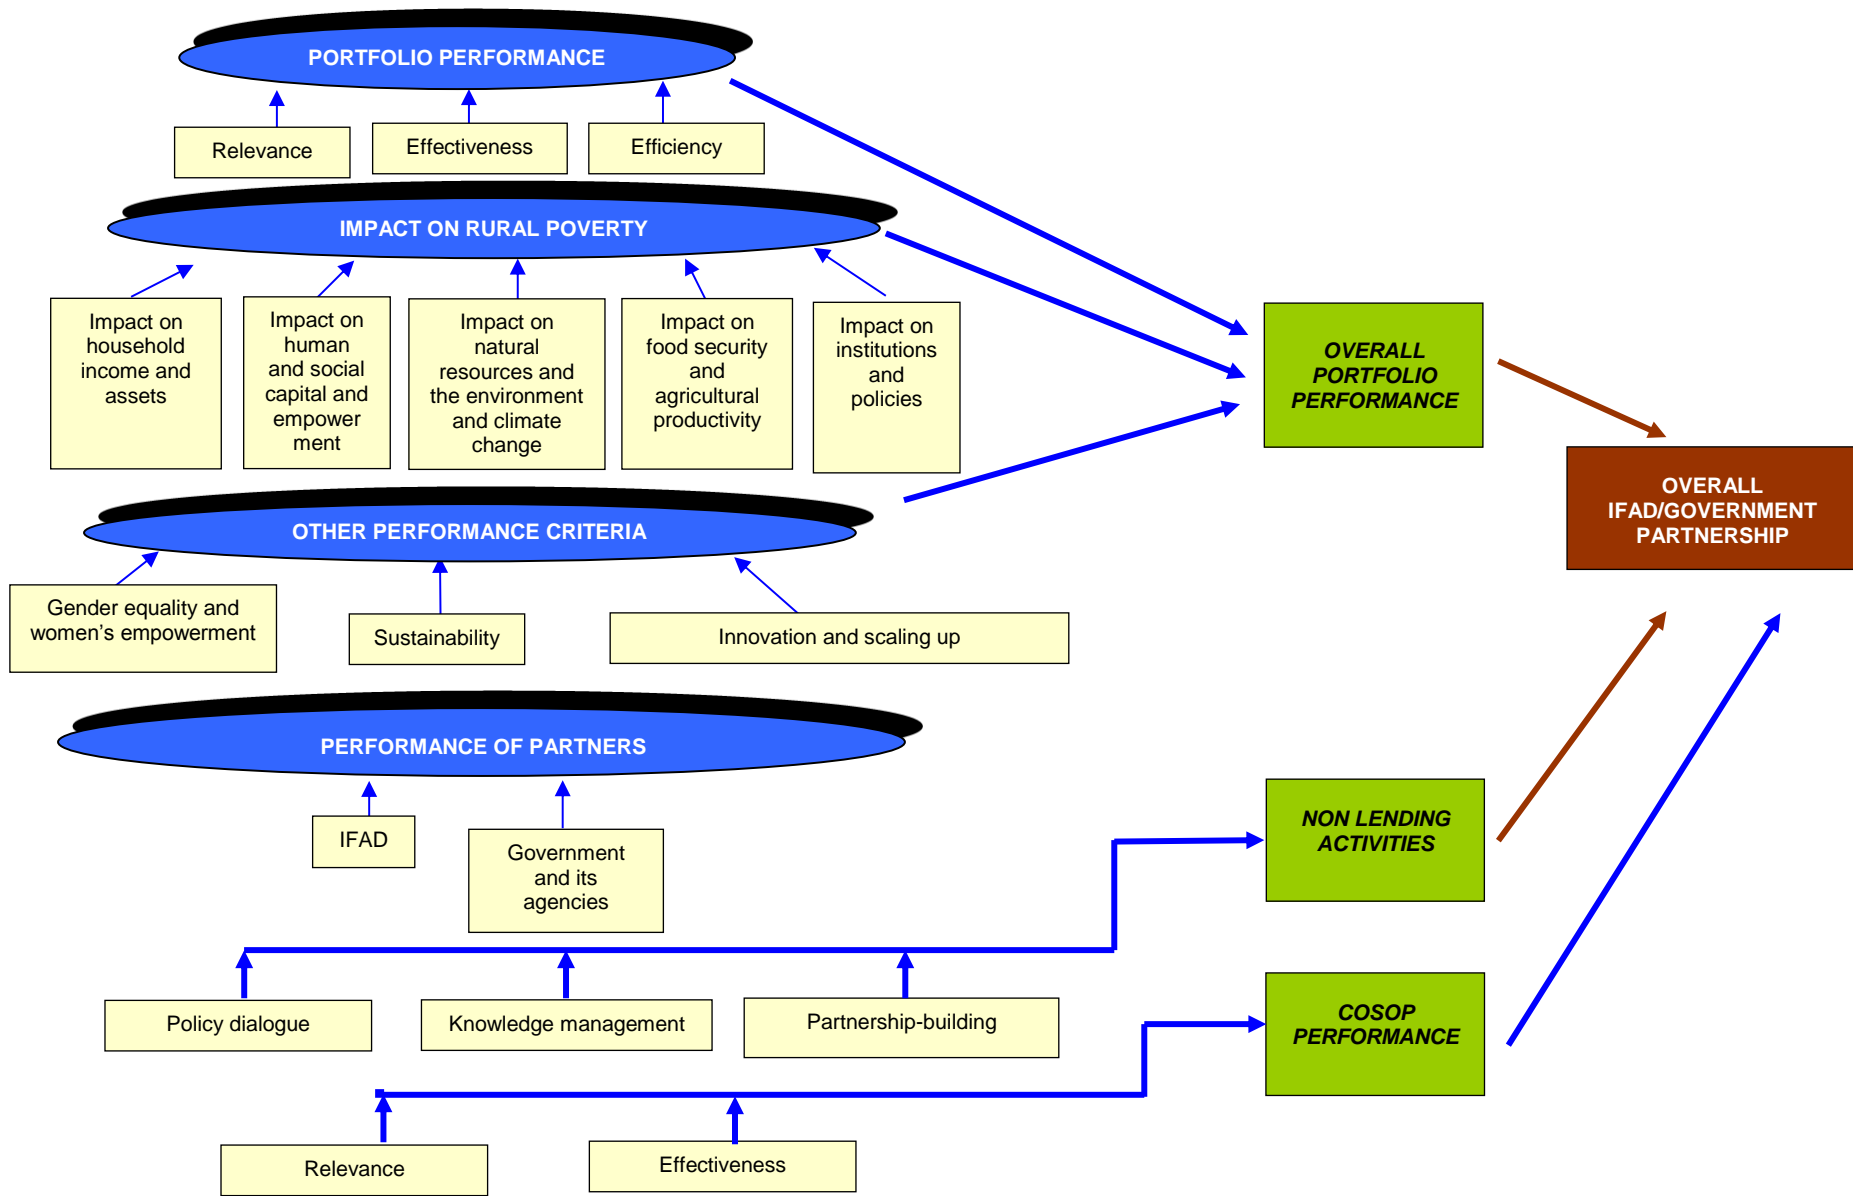 PORTFOLIO PERFORMANCE
Relevance
Effectiveness
Efficiency
IMPACT ON RURAL POVERTY
Impact on
household
income and
assets
Impact on
human
and social
capital and
empower
ment
Impact on
natural
resources and
the environment
and climate
change
Impact on
food security
and
agricultural
productivity
Impact on
institutions
and
policies
OVERALL
PORTFOLIO
PERFORMANCE
OVERALL
IFAD/GOVERNMENT
PARTNERSHIP
OTHER PERFORMANCE CRITERIA
Gender equality and
women’s empowerment
Sustainability
Innovation and scaling up
PERFORMANCE OF PARTNERS
IFAD
Government
and its
agencies
NON LENDING
ACTIVITIES
Policy dialogue
Knowledge management
Partnership-building
COSOP
PERFORMANCE
Relevance
Effectiveness